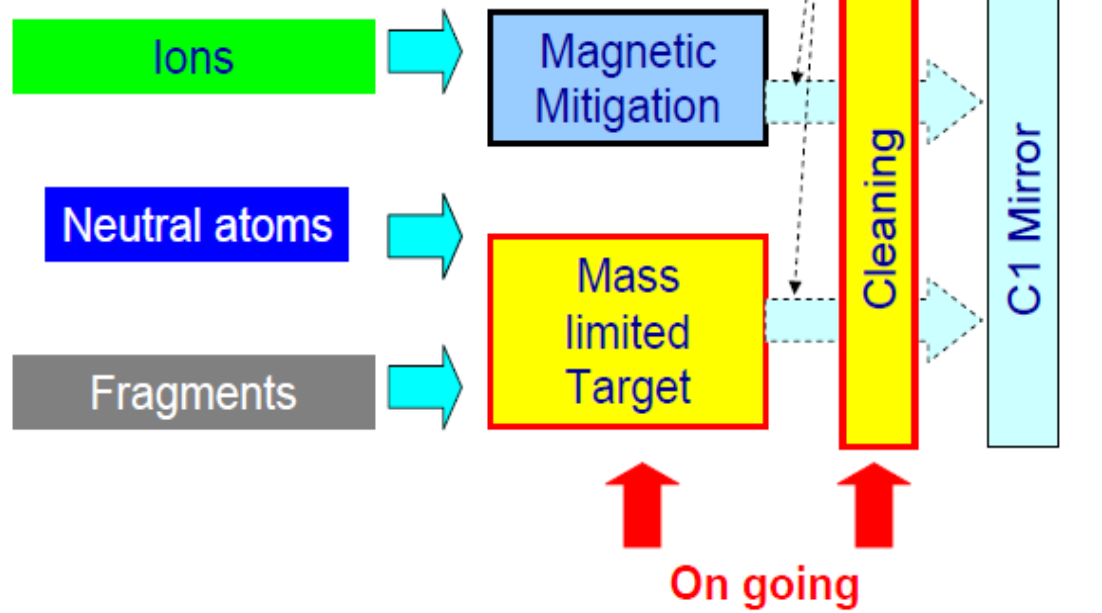 Ions
Magnetic
Mitigation
Neutral atoms
Mass
limited
Target
Fragments
Cleaning
C1 Mirror
On going